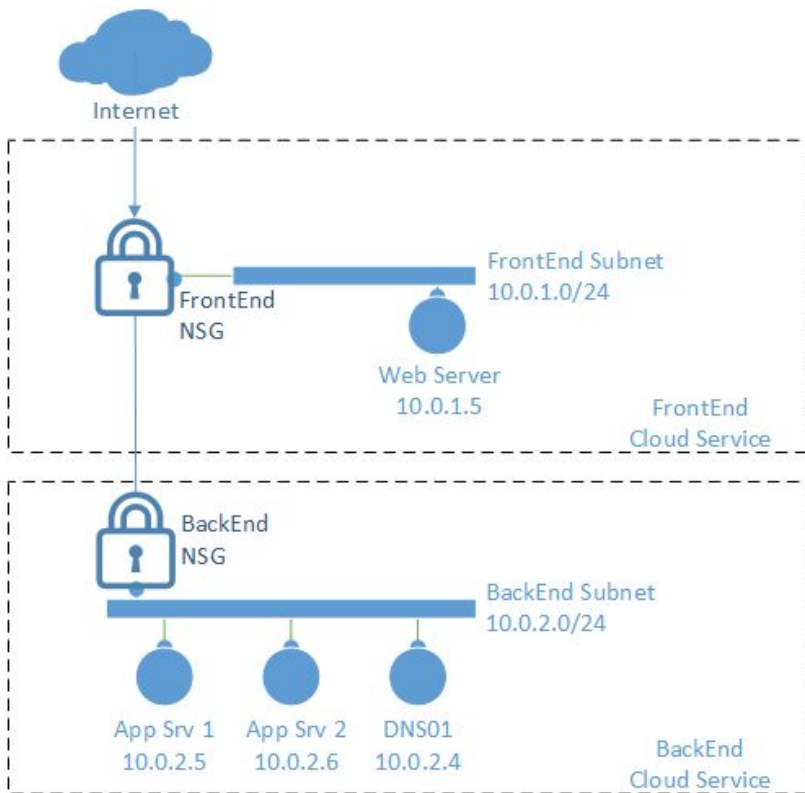 Internet
FrontEnd
NSG
FrontEnd Subnet
10.0.1.0/24
Web Server
10.0.1.5
FrontEnd
Cloud Service
BackEnd
NSG
BackEnd Subnet
10.0.2.0/24
App Srv 1
10.0.2.5
App Srv 2
10.0.2.6
DNS01
10.0.2.4
BackEnd
Cloud Service